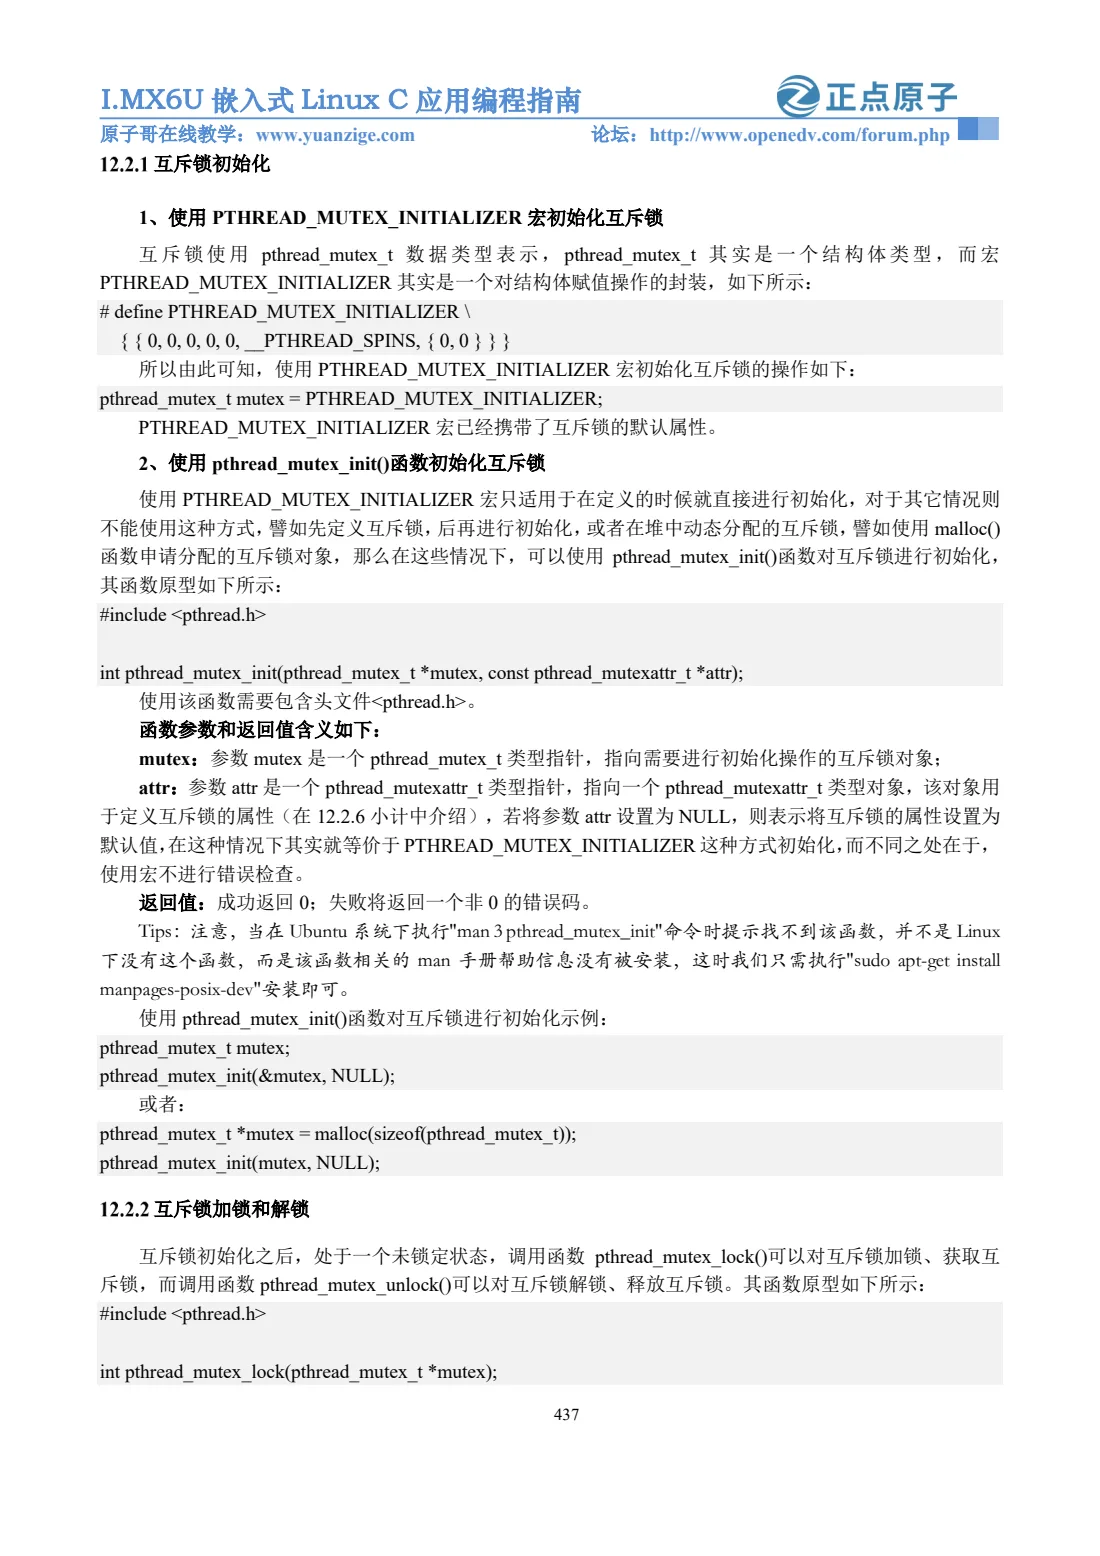 I.MX6U 嵌入式 Linux C 应用编程指南
正点原子
原子哥在线教学：www.yuanzige.com 论坛：http://www.openedv.com/forum.php
12.2.1 互斥锁初始化
1、使用 PTHREAD_MUTEX_INITIALIZER 宏初始化互斥锁
互斥锁使用 pthread_mutex_t 数据类型表示，pthread_mutex_t 其实是一个结构体类型，而宏
PTHREAD_MUTEX_INITIALIZER 其实是一个对结构体赋值操作的封装，如下所示：
# define PTHREAD_MUTEX_INITIALIZER \
{ { 0, 0, 0, 0, 0, __PTHREAD_SPINS, { 0, 0 } } }
所以由此可知，使用 PTHREAD_MUTEX_INITIALIZER 宏初始化互斥锁的操作如下：
pthread_mutex_t mutex = PTHREAD_MUTEX_INITIALIZER;
PTHREAD_MUTEX_INITIALIZER 宏已经携带了互斥锁的默认属性。
2、使用 pthread_mutex_init()函数初始化互斥锁
使用 PTHREAD_MUTEX_INITIALIZER 宏只适用于在定义的时候就直接进行初始化，对于其它情况则
不能使用这种方式，譬如先定义互斥锁，后再进行初始化，或者在堆中动态分配的互斥锁，譬如使用 malloc()
函数申请分配的互斥锁对象，那么在这些情况下，可以使用 pthread_mutex_init()函数对互斥锁进行初始化，
其函数原型如下所示：
#include <pthread.h>
int pthread_mutex_init(pthread_mutex_t *mutex, const pthread_mutexattr_t *attr);
使用该函数需要包含头文件<pthread.h>。
函数参数和返回值含义如下：
mutex：参数 mutex 是一个 pthread_mutex_t 类型指针，指向需要进行初始化操作的互斥锁对象；
attr：参数 attr 是一个 pthread_mutexattr_t 类型指针，指向一个 pthread_mutexattr_t 类型对象，该对象用
于定义互斥锁的属性（在 12.2.6 小计中介绍），若将参数 attr 设置为 NULL，则表示将互斥锁的属性设置为
默认值，在这种情况下其实就等价于 PTHREAD_MUTEX_INITIALIZER 这种方式初始化，而不同之处在于，
使用宏不进行错误检查。
返回值：成功返回 0；失败将返回一个非 0 的错误码。
Tips：注意，当在 Ubuntu 系统下执行"man 3 pthread_mutex_init"命令时提示找不到该函数，并不是 Linux
下没有这个函数，而是该函数相关的 man 手册帮助信息没有被安装，这时我们只需执行"sudo apt-get install
manpages-posix-dev"安装即可。
使用 pthread_mutex_init()函数对互斥锁进行初始化示例：
pthread_mutex_t mutex;
pthread_mutex_init(&mutex, NULL);
或者：
pthread_mutex_t *mutex = malloc(sizeof(pthread_mutex_t));
pthread_mutex_init(mutex, NULL);
12.2.2 互斥锁加锁和解锁
互斥锁初始化之后，处于一个未锁定状态，调用函数 pthread_mutex_lock()可以对互斥锁加锁、获取互
斥锁，而调用函数 pthread_mutex_unlock()可以对互斥锁解锁、释放互斥锁。其函数原型如下所示：
#include <pthread.h>
int pthread_mutex_lock(pthread_mutex_t *mutex);
437